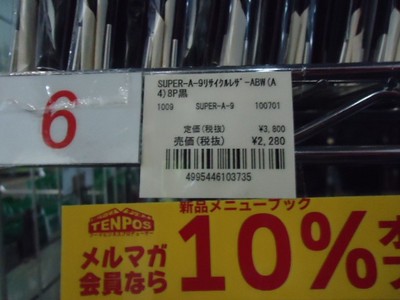 6
SUPER-A-9リサイクルレザｰABW(A
4)8P黒
1009 SUPER-A-9 100701
定価(税抜) ¥3,800
売価(税抜) ¥2,280
4995446103735
新品メニューブック
TENPOS
メルマガ
会員なら
10%